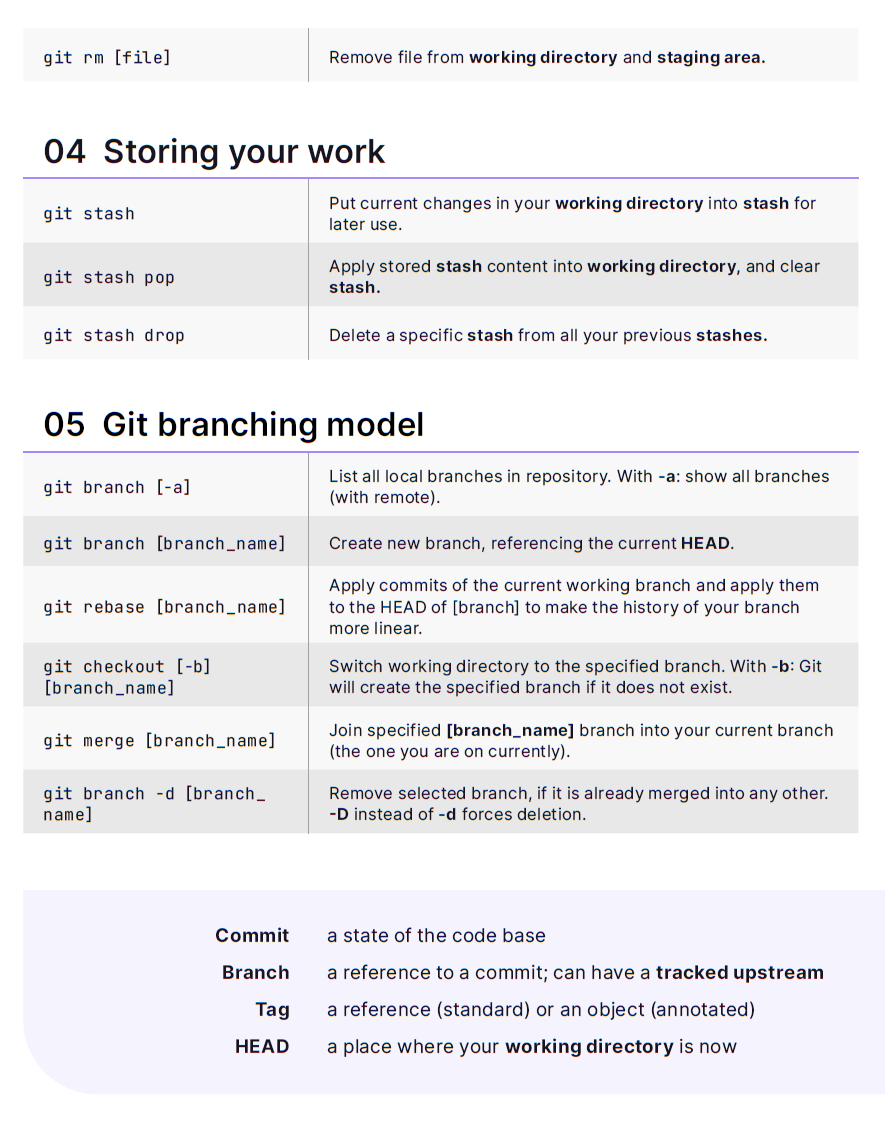 git rm [file]
Remove file from working directory and staging area.
04 Storing your work
git stash
Put current changes in your working directory into stash for
later use.
git stash pop
Apply stored stash content into working directory, and clear
stash.
git stash drop
Delete a specific stash from all your previous stashes.
05 Git branching model
git branch [-a]
List all local branches in repository. With -a: show all branches
(with remote).
git branch [branch_name]
Create new branch, referencing the current HEAD.
git rebase [branch_name]
Apply commits of the current working branch and apply them
to the HEAD of [branch] to make the history of your branch
more linear.
git checkout [-b]
[branch_name]
Switch working directory to the specified branch. With -b: Git
will create the specified branch if it does not exist.
git merge [branch_name]
Join specified [branch_name] branch into your current branch
(the one you are on currently).
git branch -d [branch_
name]
Remove selected branch, if it is already merged into any other.
-D instead of -d forces deletion.
Commit a state of the code base
Branch a reference to a commit; can have a tracked upstream
Tag a reference (standard) or an object (annotated)
HEAD a place where your working directory is now